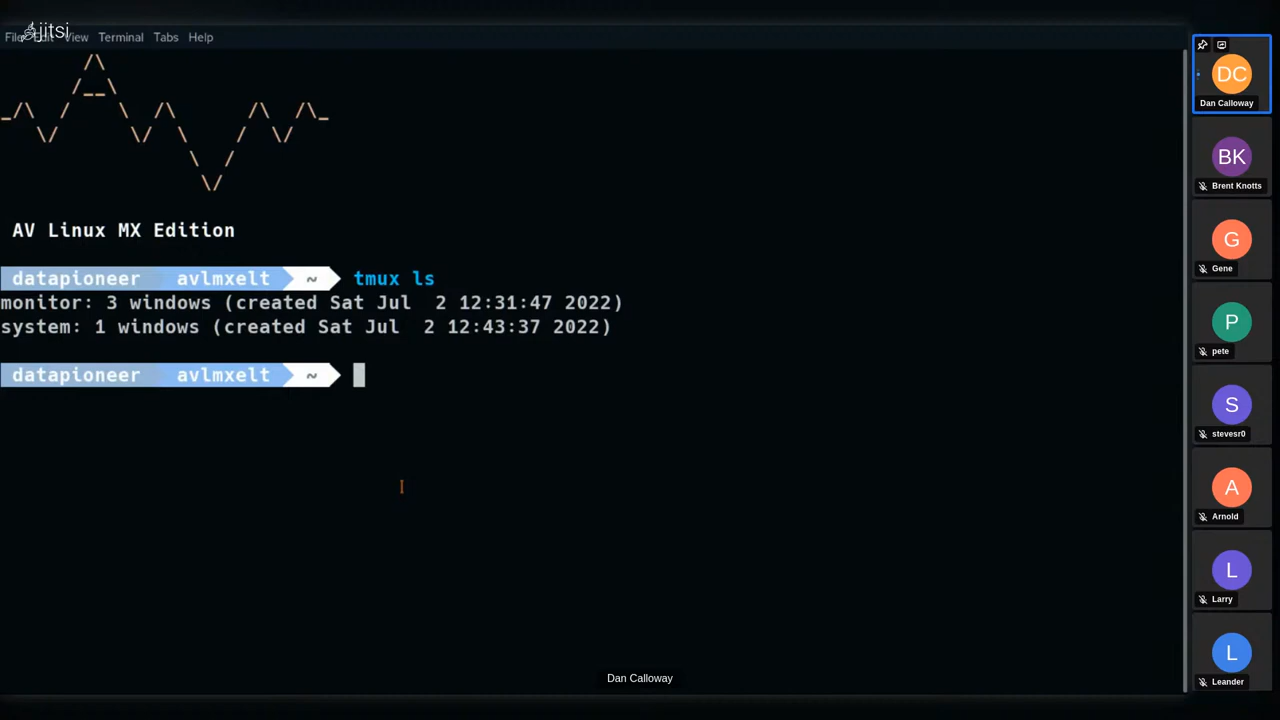 jitsi
File Edit View Terminal Tabs Help
AV Linux MX Edition
datapioneer avlmxelt ~ tmux ls
monitor: 3 windows (created Sat Jul  2 12:31:47 2022)
system: 1 windows (created Sat Jul  2 12:43:37 2022)
datapioneer avlmxelt ~
Dan Calloway
DC
Dan Calloway
BK
Brent Knotts
G
Gene
P
pete
S
stevesr0
A
Arnold
L
Larry
L
Leander